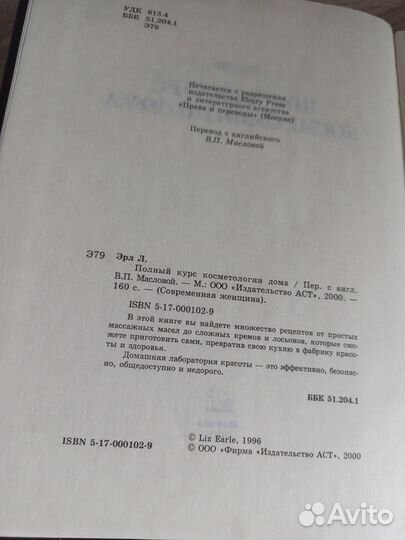 УДК 613.4
ББК 51.204.1
Э79
Печатается с разрешения
издательства Ebury Press
и литературного агентства
«Права и переводы» (Москва)
Перевод с английского
В.П. Масловой
Эрл Л.
Э79 Полный курс косметологии дома / Пер. с англ.
В.П. Масловой. — М.: ООО «Издательство АСТ», 2000. —
160 с. — (Современная женщина).
ISBN 5-17-000102-9
В этой книге вы найдете множество рецептов от простых
массажных масел до сложных кремов и лосьонов, которые смо-
жете приготовить сами, превратив свою кухню в фабрику красо-
ты и здоровья.
Домашняя лаборатория красоты — это эффективно, безопас-
но, общедоступно и недорого.
ББК 51.204.1
© Liz Earle, 1996
ISBN 5-17-000102-9 © ООО «Фирма «Издательство АСТ», 2000
Avito